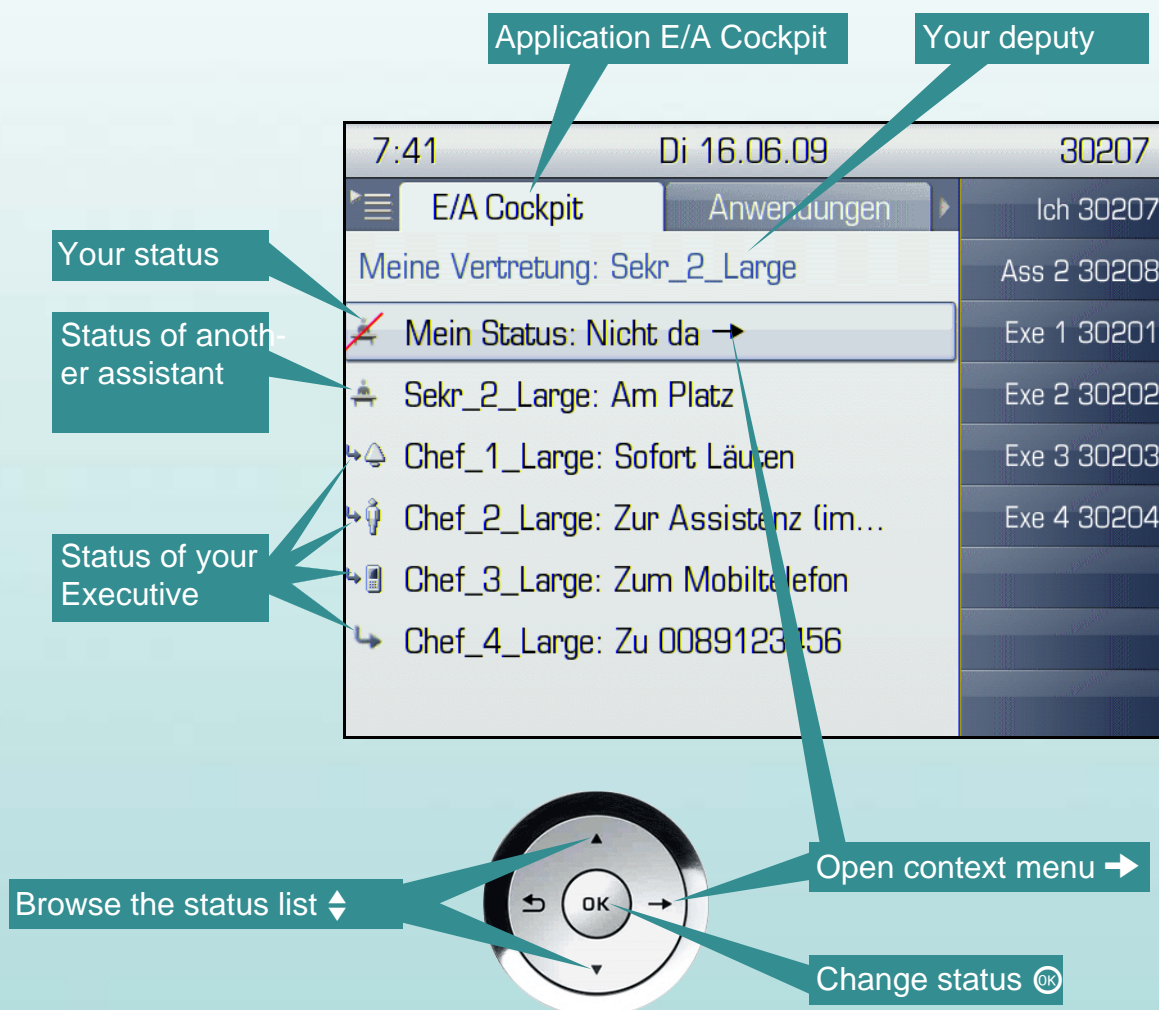 Application E/A Cockpit
Your deputy
7:41 Di 16.06.09 30207
E/A Cockpit Anwendungen Ich 30207
Your status
Meine Vertretung: Sekr_2_Large Ass 2 30208
Status of anoth-
er assistant
Mein Status: Nicht da → Exe 1 30201
Sekr_2_Large: Am Platz Exe 2 30202
Chef_1_Large: Sofort Läuten Exe 3 30203
Chef_2_Large: Zur Assistenz (im... Exe 4 30204
Status of your
Executive
Chef_3_Large: Zum Mobiltelefon
Chef_4_Large: Zu 0089123456
Open context menu →
Browse the status list
OK
Change status OK